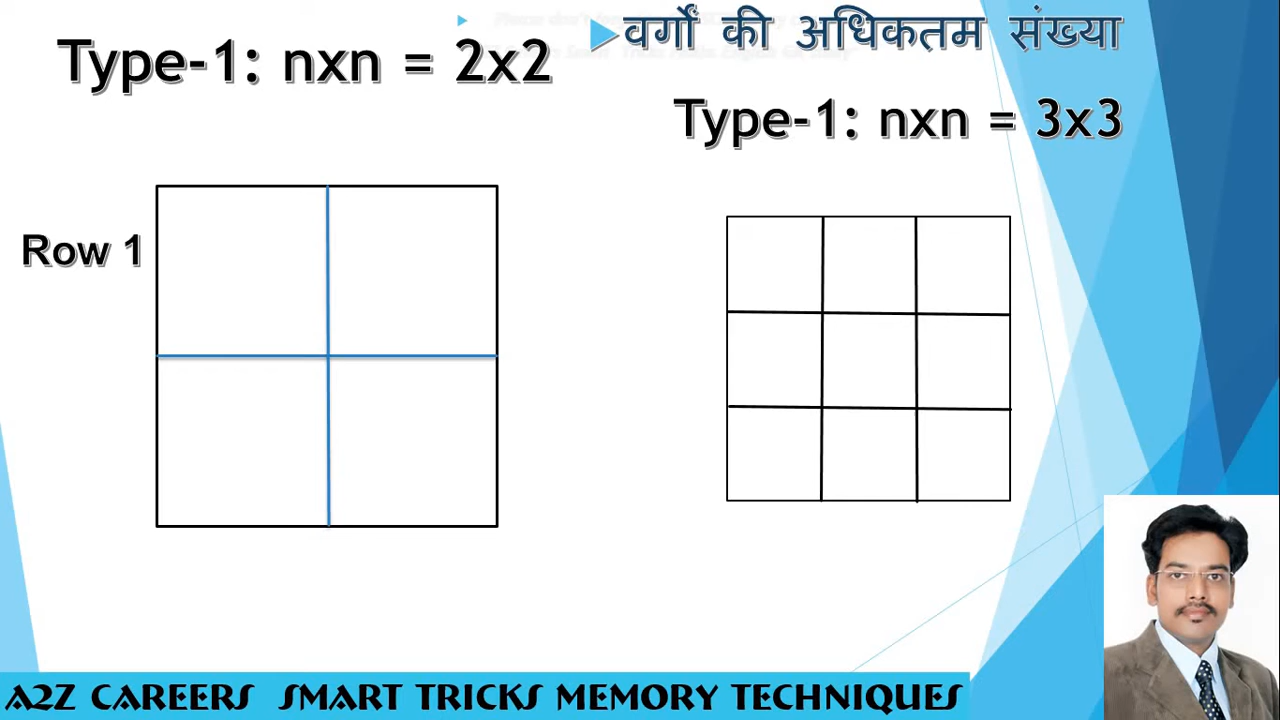 वर्गों की अधिकतम संख्या
Type-1: nxn = 2x2
Type-1: nxn = 3x3
Row 1
A2Z CAREERS SMART TRICKS MEMORY TECHNIQUES